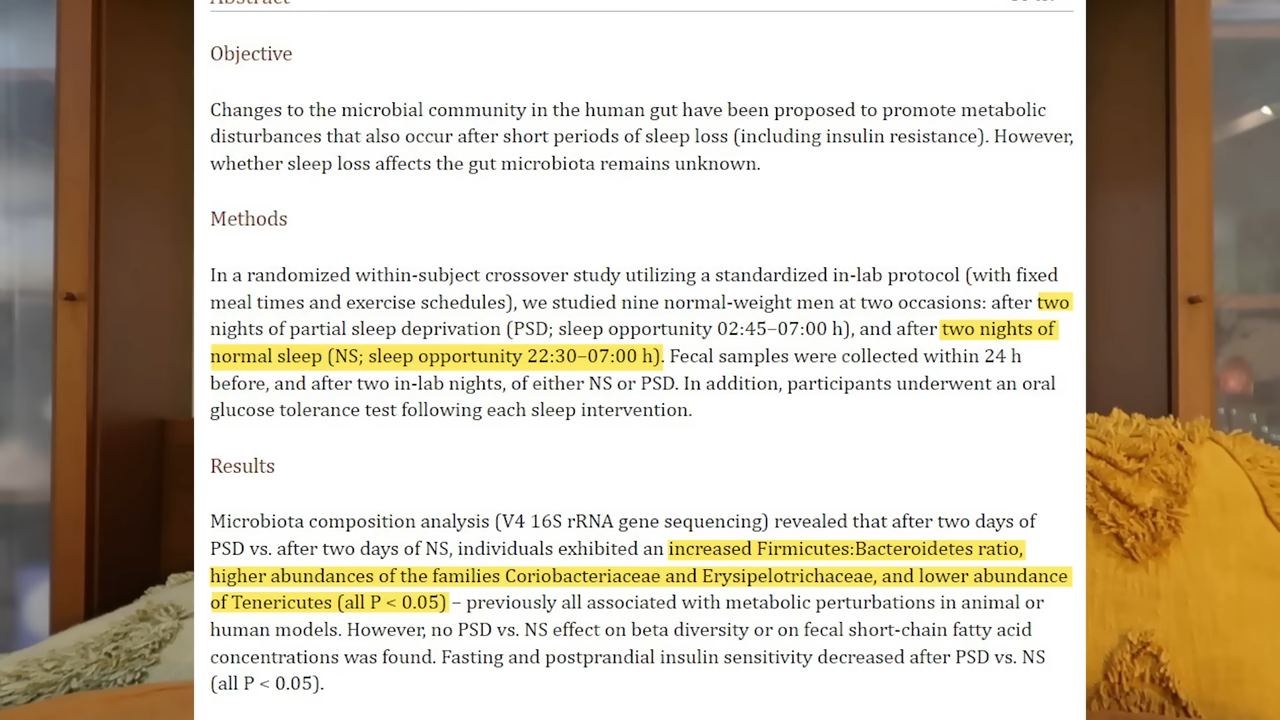 Abstract
Objective
Changes to the microbial community in the human gut have been proposed to promote metabolic
disturbances that also occur after short periods of sleep loss (including insulin resistance). However,
whether sleep loss affects the gut microbiota remains unknown.
Methods
In a randomized within-subject crossover study utilizing a standardized in-lab protocol (with fixed
meal times and exercise schedules), we studied nine normal-weight men at two occasions: after two
nights of partial sleep deprivation (PSD; sleep opportunity 02:45–07:00 h), and after two nights of
normal sleep (NS; sleep opportunity 22:30–07:00 h). Fecal samples were collected within 24 h
before, and after two in-lab nights, of either NS or PSD. In addition, participants underwent an oral
glucose tolerance test following each sleep intervention.
Results
Microbiota composition analysis (V4 16S rRNA gene sequencing) revealed that after two days of
PSD vs. after two days of NS, individuals exhibited an increased Firmicutes:Bacteroidetes ratio,
higher abundances of the families Coriobacteriaceae and Erysipelotrichaceae, and lower abundance
of Tenericutes (all P < 0.05) – previously all associated with metabolic perturbations in animal or
human models. However, no PSD vs. NS effect on beta diversity or on fecal short-chain fatty acid
concentrations was found. Fasting and postprandial insulin sensitivity decreased after PSD vs. NS
(all P < 0.05).